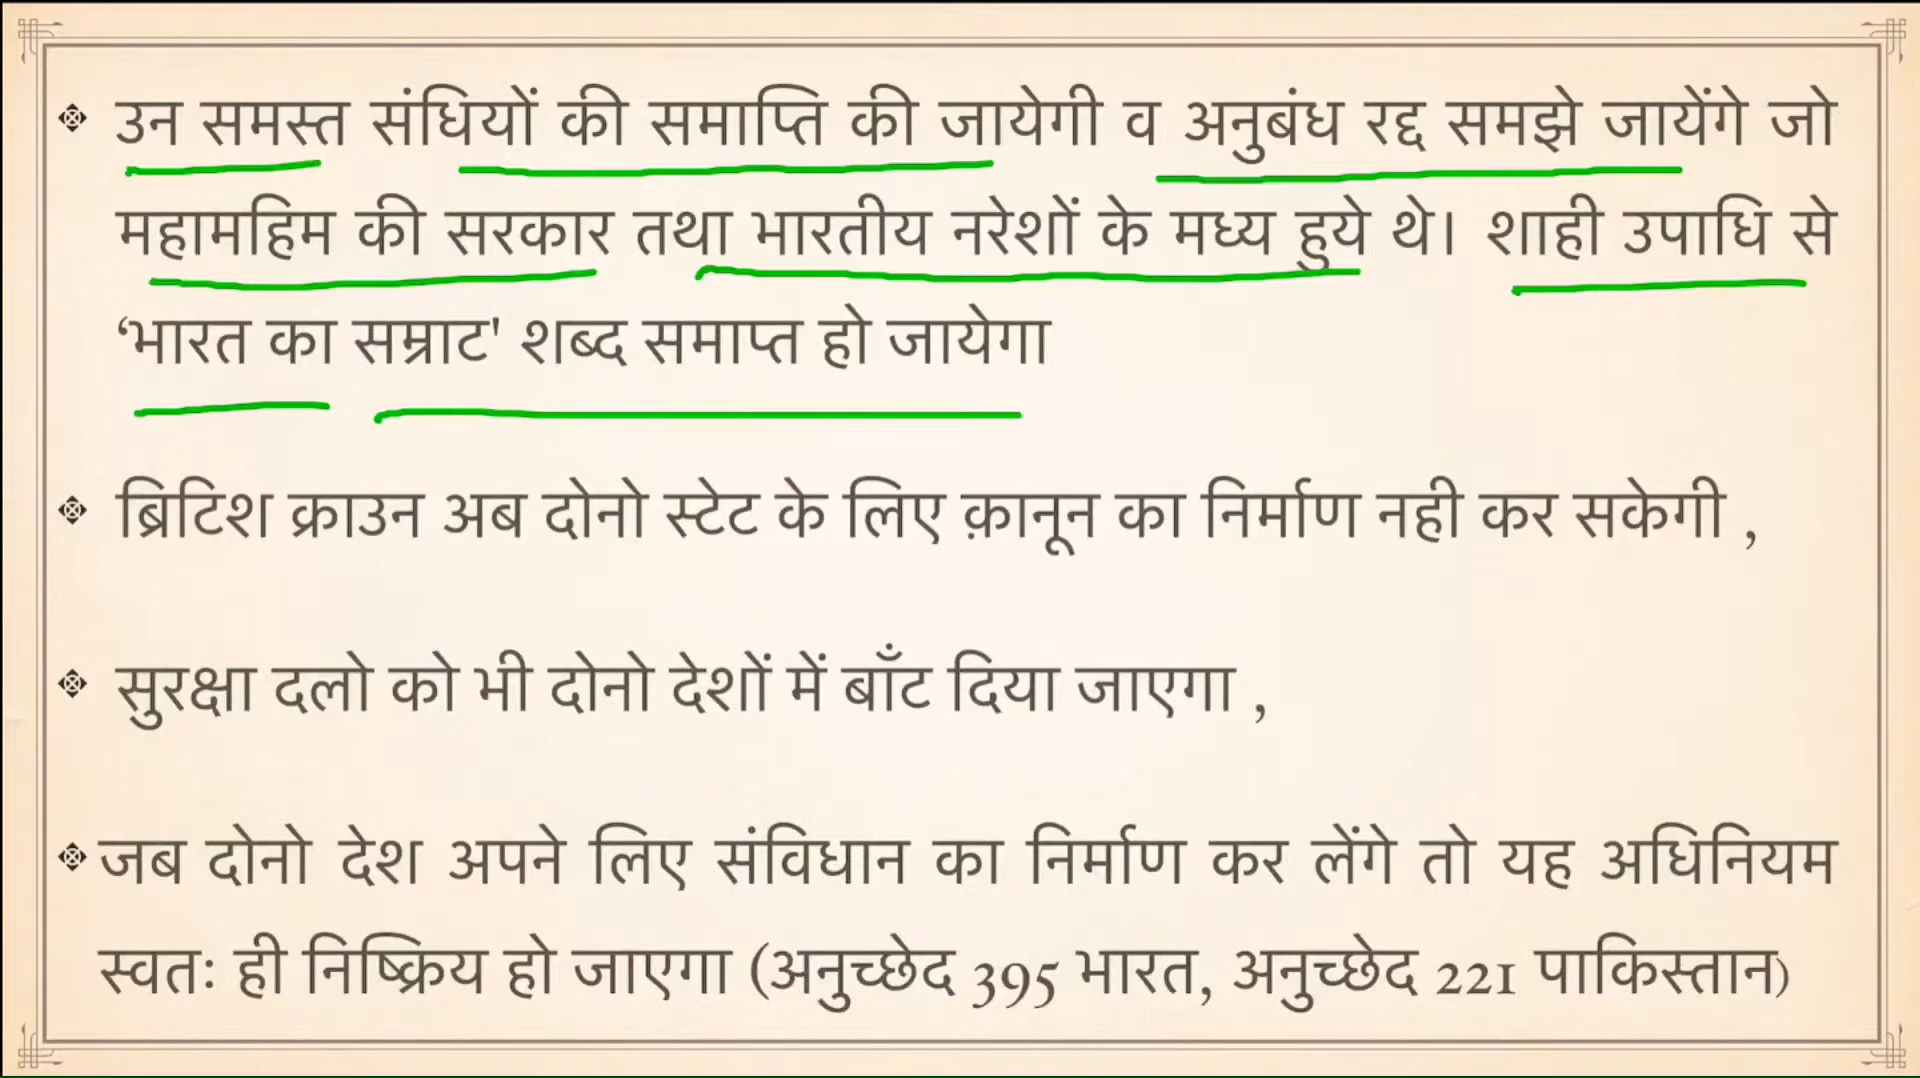 उन समस्त संधियों की समाप्ति की जायेगी व अनुबंध रद्द समझे जायेंगे जो
महामहिम की सरकार तथा भारतीय नरेशों के मध्य हुये थे। शाही उपाधि से
‘भारत का सम्राट' शब्द समाप्त हो जायेगा
ब्रिटिश क्राउन अब दोनो स्टेट के लिए क़ानून का निर्माण नही कर सकेगी ,
सुरक्षा दलो को भी दोनो देशों में बाँट दिया जाएगा ,
जब दोनो देश अपने लिए संविधान का निर्माण कर लेंगे तो यह अधिनियम
स्वतः ही निष्क्रिय हो जाएगा (अनुच्छेद 395 भारत, अनुच्छेद 221 पाकिस्तान)